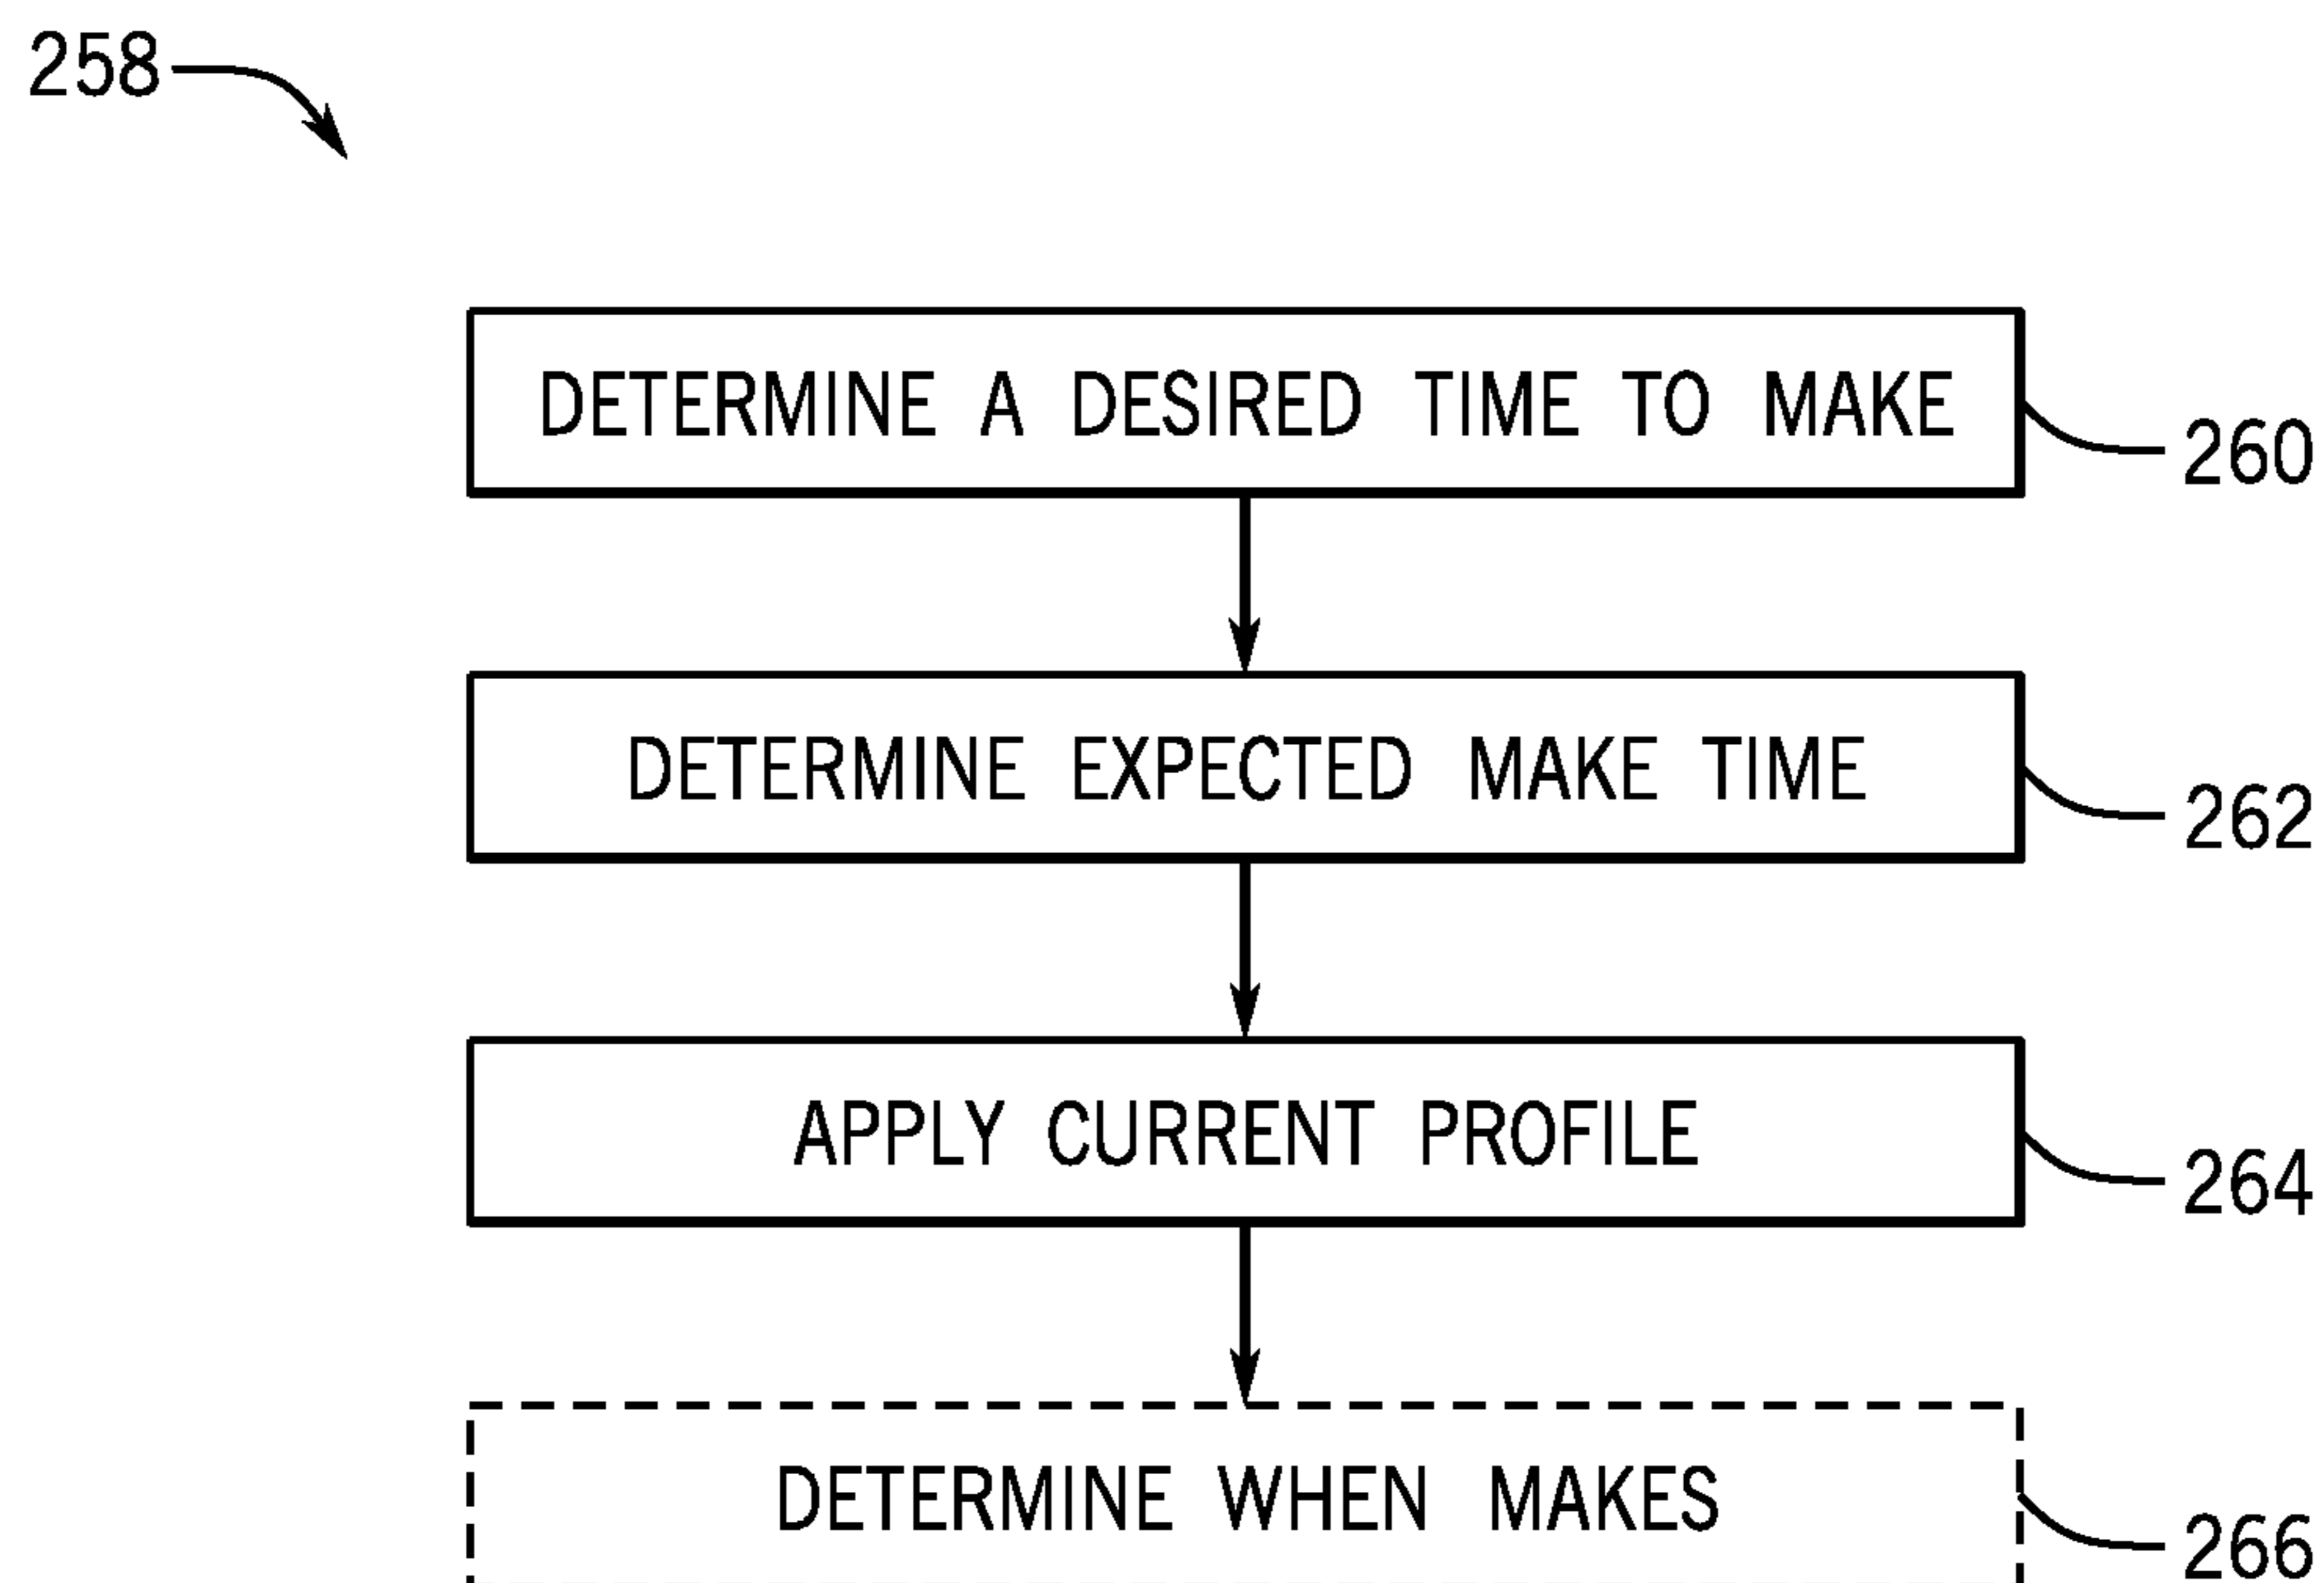 258
DETERMINE A DESIRED TIME TO MAKE
260
DETERMINE EXPECTED MAKE TIME
262
APPLY CURRENT PROFILE
264
DETERMINE WHEN MAKES
266